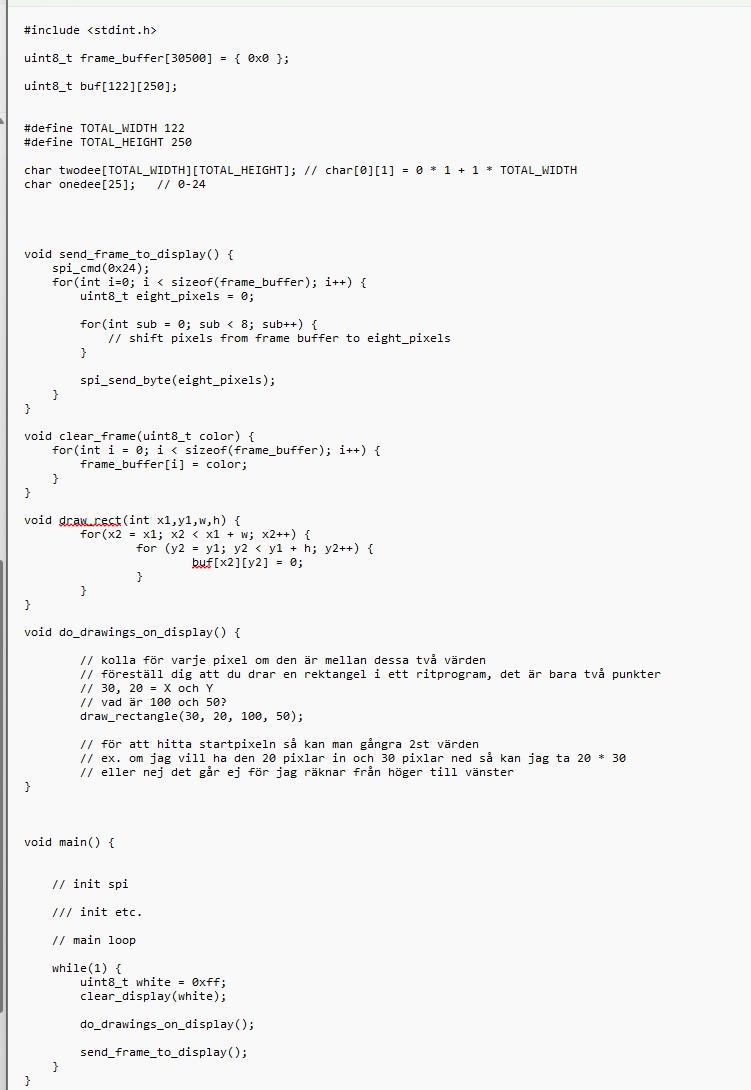 #include <stdint.h>
uint8_t frame_buffer[30500] = { 0x0 };
uint8_t buf[122][250];
#define TOTAL_WIDTH 122
#define TOTAL_HEIGHT 250
char twodee[TOTAL_WIDTH][TOTAL_HEIGHT]; // char[0][1] = 0 * 1 + 1 * TOTAL_WIDTH
char onedee[25];   // 0-24
void send_frame_to_display() {
    spi_cmd(0x24);
    for(int i=0; i < sizeof(frame_buffer); i++) {
        uint8_t eight_pixels = 0;
        for(int sub = 0; sub < 8; sub++) {
            // shift pixels from frame buffer to eight_pixels
        }
        spi_send_byte(eight_pixels);
    }
}
void clear_frame(uint8_t color) {
    for(int i = 0; i < sizeof(frame_buffer); i++) {
        frame_buffer[i] = color;
    }
}
void draw_rect(int x1,y1,w,h) {
        for(x2 = x1; x2 < x1 + w; x2++) {
                for (y2 = y1; y2 < y1 + h; y2++) {
                        buf[x2][y2] = 0;
                }
        }
}
void do_drawings_on_display() {
        // kolla för varje pixel om den är mellan dessa två värden
        // föreställ dig att du drar en rektangel i ett ritprogram, det är bara två punkter
        // 30, 20 = X och Y
        // vad är 100 och 50?
        draw_rectangle(30, 20, 100, 50);
        // för att hitta startpixeln så kan man gångra 2st värden
        // ex. om jag vill ha den 20 pixlar in och 30 pixlar ned så kan jag ta 20 * 30
        // eller nej det går ej för jag räknar från höger till vänster
}
void main() {
    // init spi
    /// init etc.
    // main loop
    while(1) {
        uint8_t white = 0xff;
        clear_display(white);
        do_drawings_on_display();
        send_frame_to_display();
    }
}